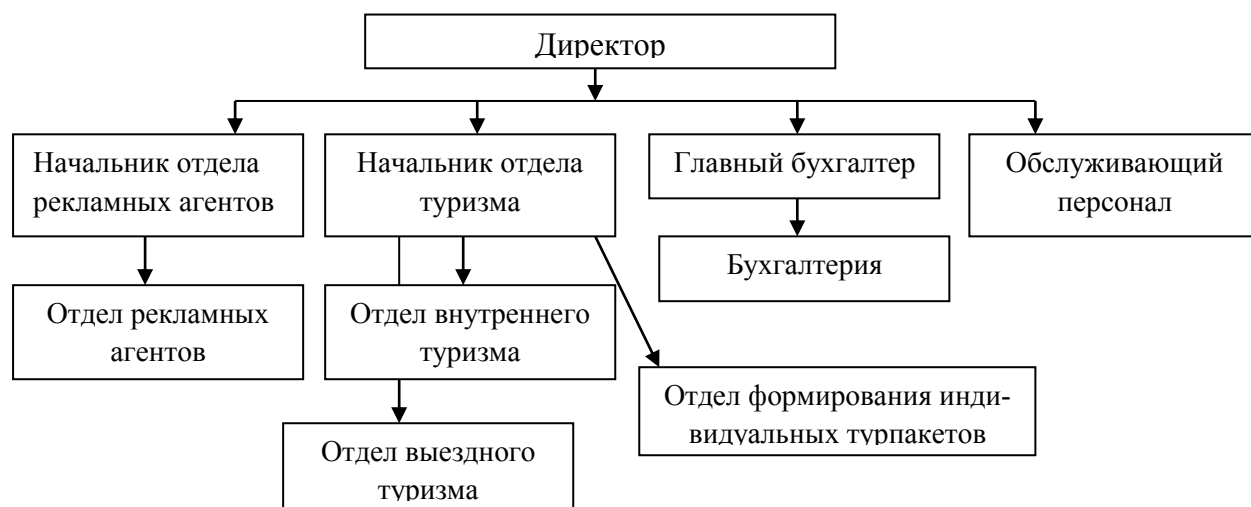 Директор
Начальник отдела
рекламных агентов
Начальник отдела
туризма
Главный бухгалтер
Обслуживающий
персонал
Бухгалтерия
Отдел рекламных
агентов
Отдел внутреннего
туризма
Отдел формирования инди-
видуальных турпакетов
Отдел выездного
туризма